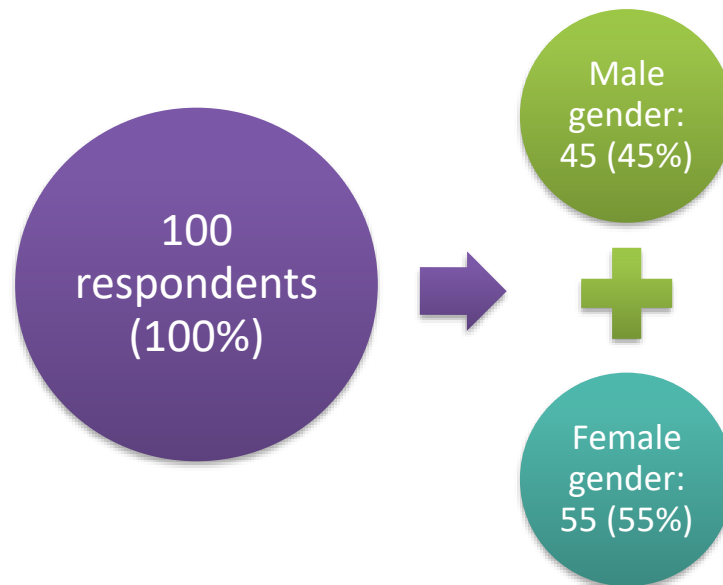 100
respondents
(100%)
Male
gender:
45 (45%)
Female
gender:
55 (55%)